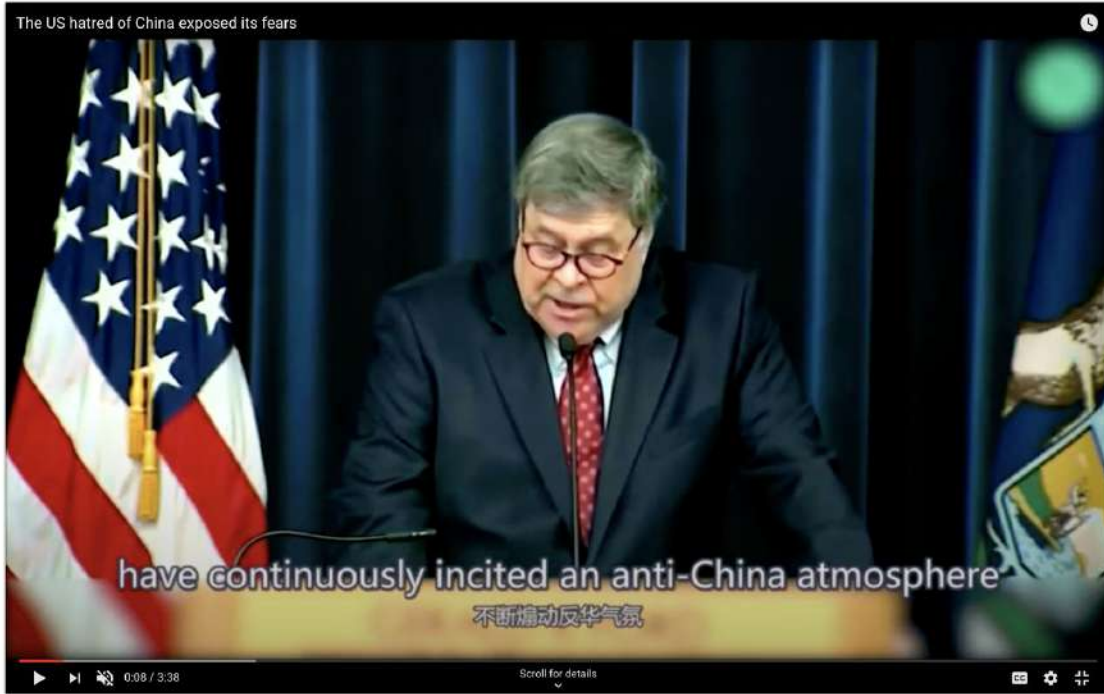 The US hatred of China exposed its fears
have continuously incited an anti-China atmosphere
不断煽动反华气氛
0:08 / 3:38
Scroll for details
CC